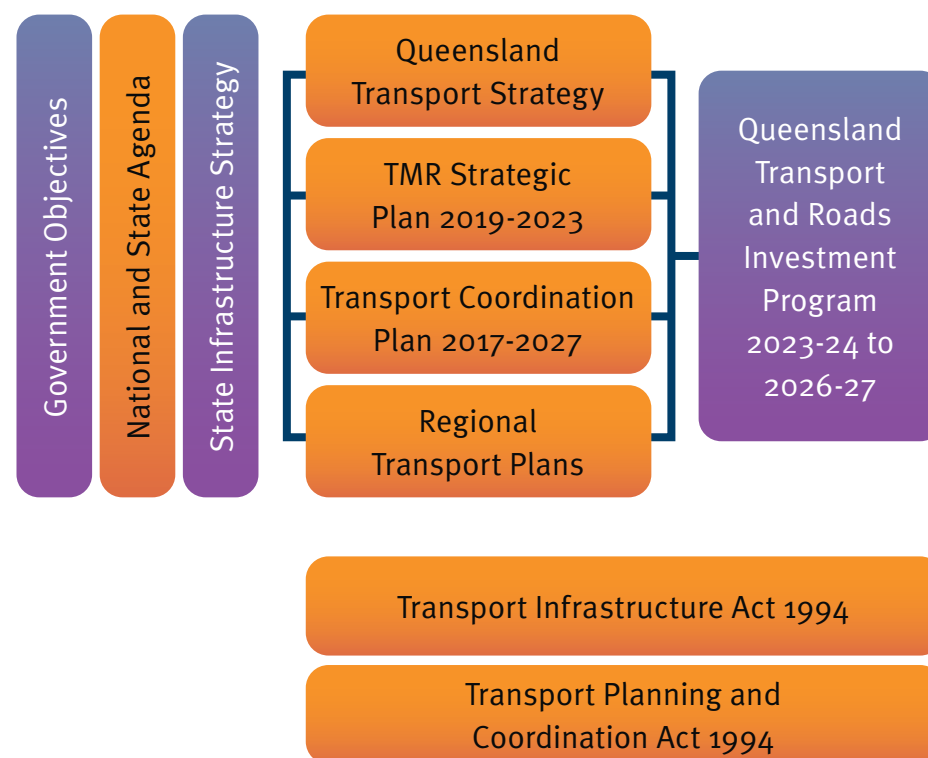 Government Objectives
National and State Agenda
State Infrastructure Strategy
Queensland
Transport Strategy
TMR Strategic
Plan 2019-2023
Transport Coordination
Plan 2017-2027
Regional
Transport Plans
Queensland
Transport
and Roads
Investment
Program
2023-24 to
2026-27
Transport Infrastructure Act 1994
Transport Planning and
Coordination Act 1994